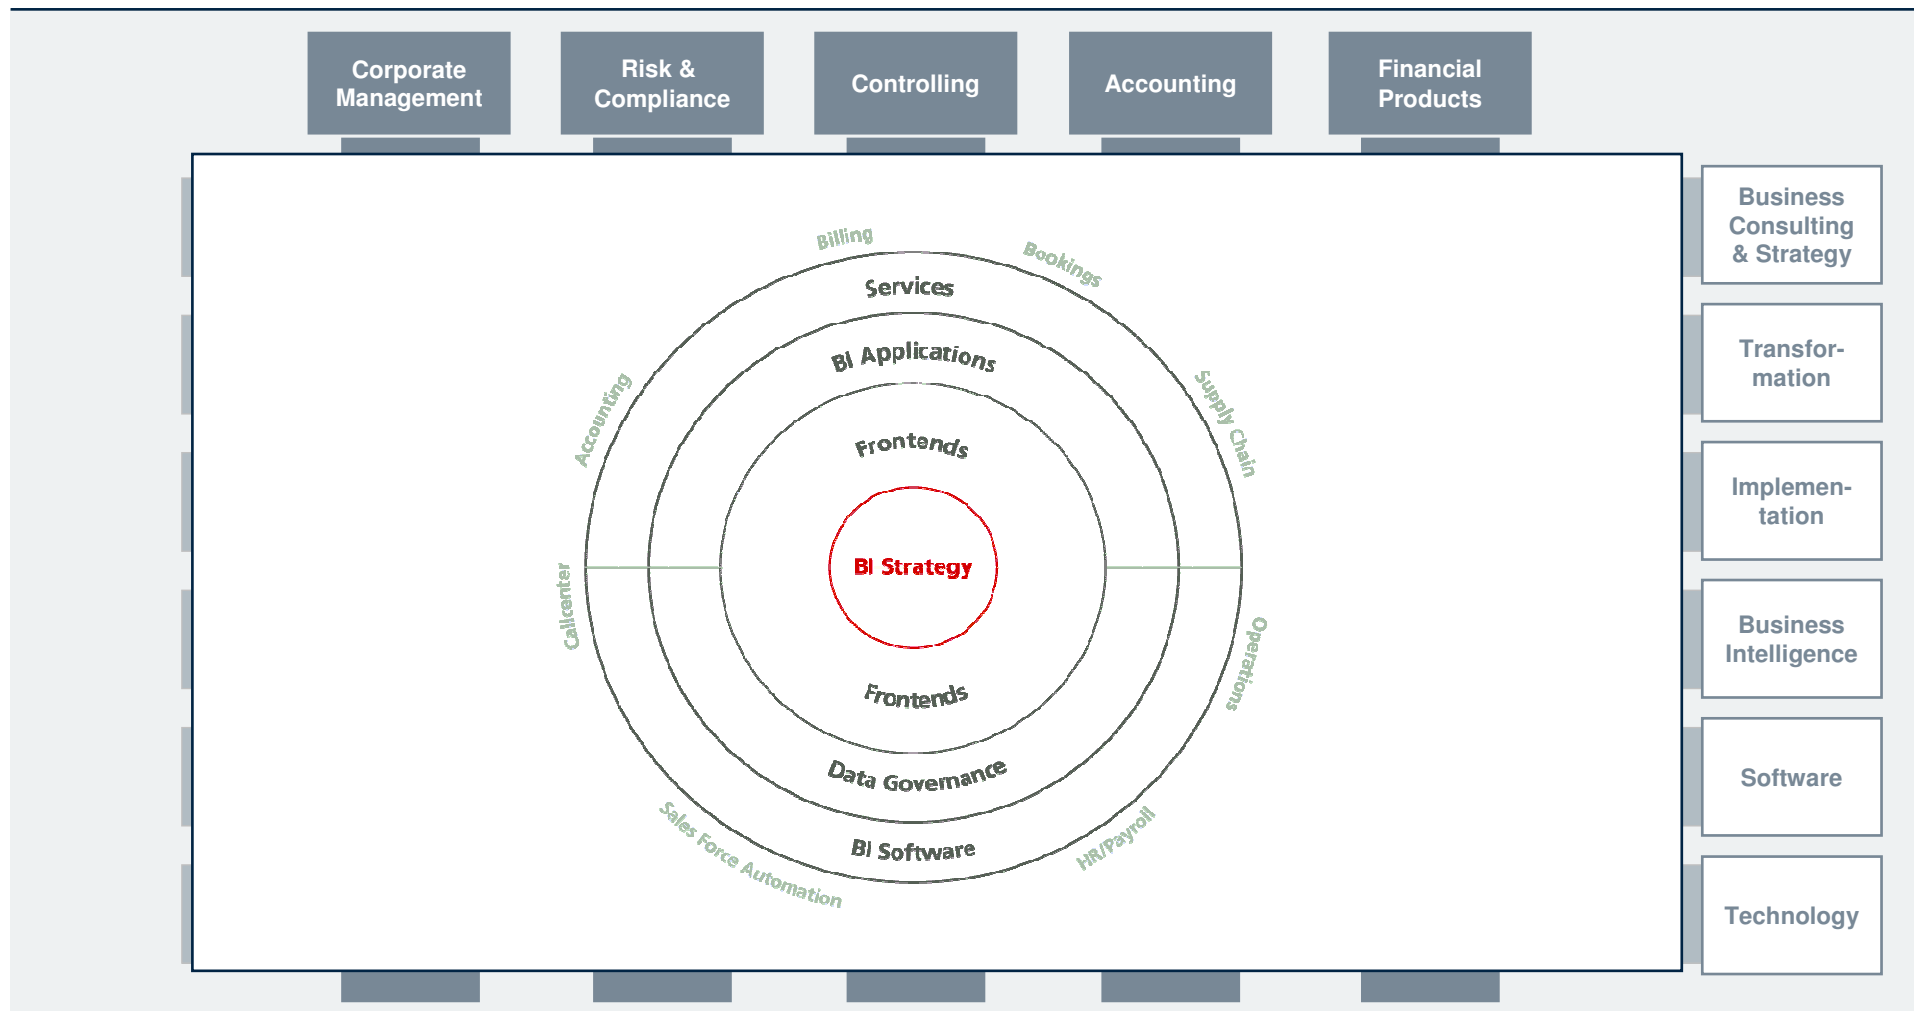 Corporate
Management
Risk &
Compliance
Controlling
Accounting
Financial
Products
Business
Consulting
& Strategy
Transfor-
mation
Implemen-
tation
Business
Intelligence
Software
Technology
Billing
Bookings
Services
BI Applications
Accounting
Supply Chain
Frontends
BI Strategy
Callcenter
Operations
Frontends
Data Governance
Sales Force Automation
HR/Payroll
BI Software